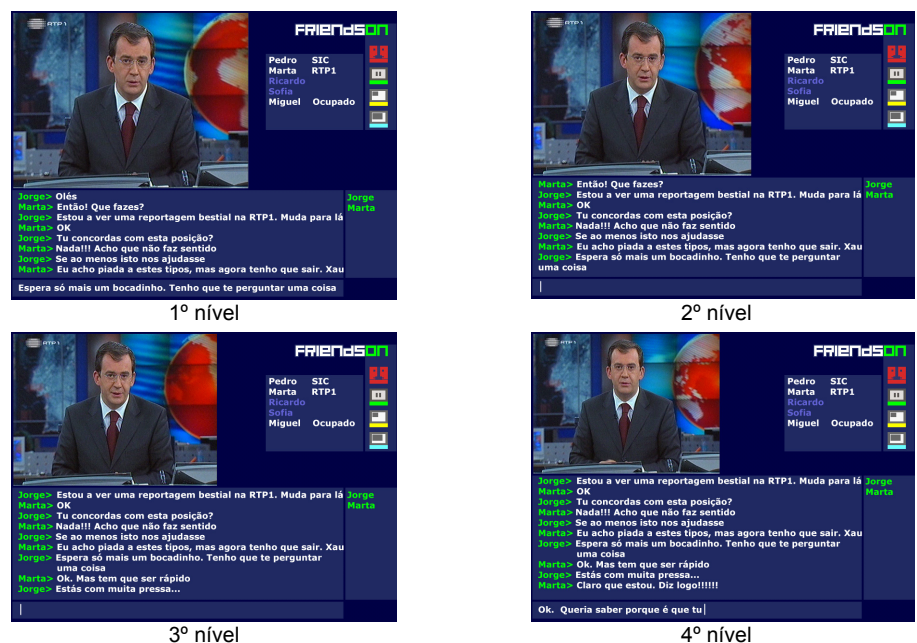 RTP1
FRIENDSON
Pedro SIC
Marta RTP1
Ricardo
Sofia
Miguel Ocupado
Jorge> Olés
Marta> Então! Que fazes?
Jorge> Estou a ver uma reportagem bestial na RTP1. Muda para lá
Marta> OK
Jorge> Tu concordas com esta posição?
Marta> Nada!!! Acho que não faz sentido
Jorge> Se ao menos isto nos ajudasse
Marta> Eu acho piada a estes tipos, mas agora tenho que sair. Xau
Jorge
Marta
Espera só mais um bocadinho. Tenho que te perguntar uma coisa
1º nível
RTP1
FRIENDSON
Pedro SIC
Marta RTP1
Ricardo
Sofia
Miguel Ocupado
Marta> Então! Que fazes?
Jorge> Estou a ver uma reportagem bestial na RTP1. Muda para lá
Marta> OK
Jorge> Tu concordas com esta posição?
Marta> Nada!!! Acho que não faz sentido
Jorge> Se ao menos isto nos ajudasse
Marta> Eu acho piada a estes tipos, mas agora tenho que sair. Xau
Jorge> Espera só mais um bocadinho. Tenho que te perguntar
uma coisa
Jorge
Marta
2º nível
RTP1
FRIENDSON
Pedro SIC
Marta RTP1
Ricardo
Sofia
Miguel Ocupado
Jorge> Estou a ver uma reportagem bestial na RTP1. Muda para lá
Marta> OK
Jorge> Tu concordas com esta posição?
Marta> Nada!!! Acho que não faz sentido
Jorge> Se ao menos isto nos ajudasse
Marta> Eu acho piada a estes tipos, mas agora tenho que sair. Xau
Jorge> Espera só mais um bocadinho. Tenho que te perguntar
uma coisa
Marta> Ok. Mas tem que ser rápido
Jorge> Estás com muita pressa...
Jorge
Marta
3º nível
RTP1
FRIENDSON
Pedro SIC
Marta RTP1
Ricardo
Sofia
Miguel Ocupado
Jorge> Estou a ver uma reportagem bestial na RTP1. Muda para lá
Marta> OK
Jorge> Tu concordas com esta posição?
Marta> Nada!!! Acho que não faz sentido
Jorge> Se ao menos isto nos ajudasse
Marta> Eu acho piada a estes tipos, mas agora tenho que sair. Xau
Jorge> Espera só mais um bocadinho. Tenho que te perguntar
uma coisa
Marta> Ok. Mas tem que ser rápido
Jorge> Estás com muita pressa...
Marta> Claro que estou. Diz logo!!!!!!
Jorge
Marta
Ok. Queria saber porque é que tu
4º nível